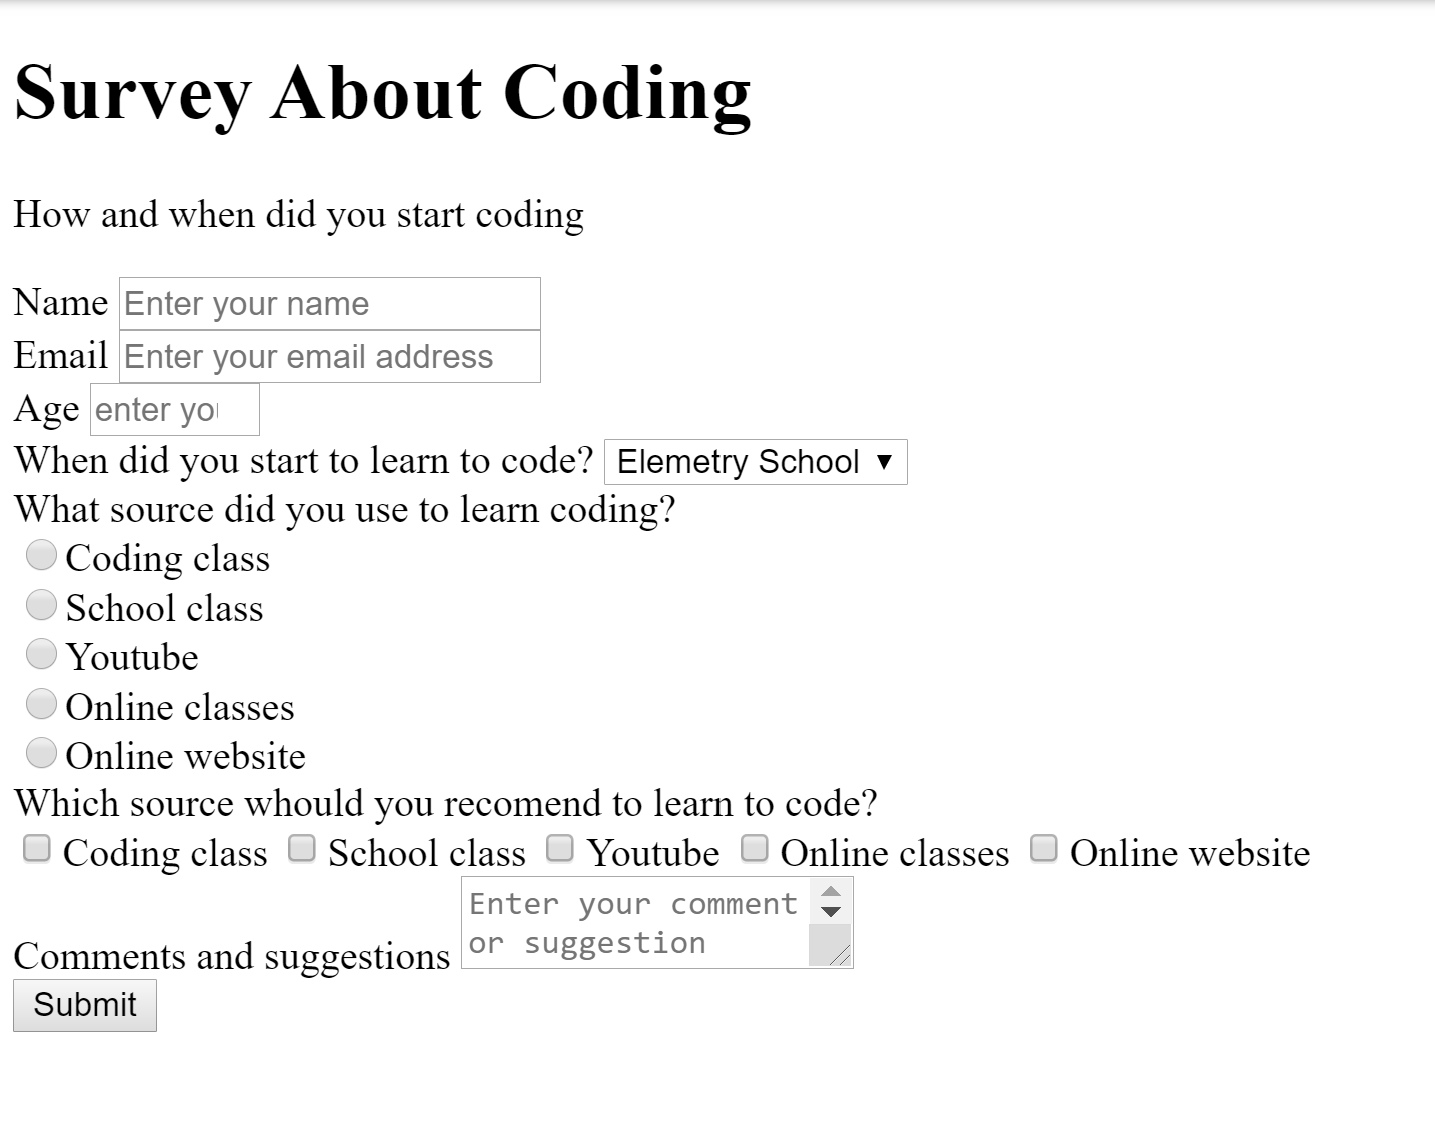 Survey About Coding
How and when did you start coding
Name Enter your name
Email Enter your email address
Age enter yo
When did you start to learn to code? Elemetry School
What source did you use to learn coding?
Coding class
School class
Youtube
Online classes
Online website
Which source whould you recomend to learn to code?
Coding class School class Youtube Online classes Online website
Enter your comment
or suggestion
Comments and suggestions
Submit